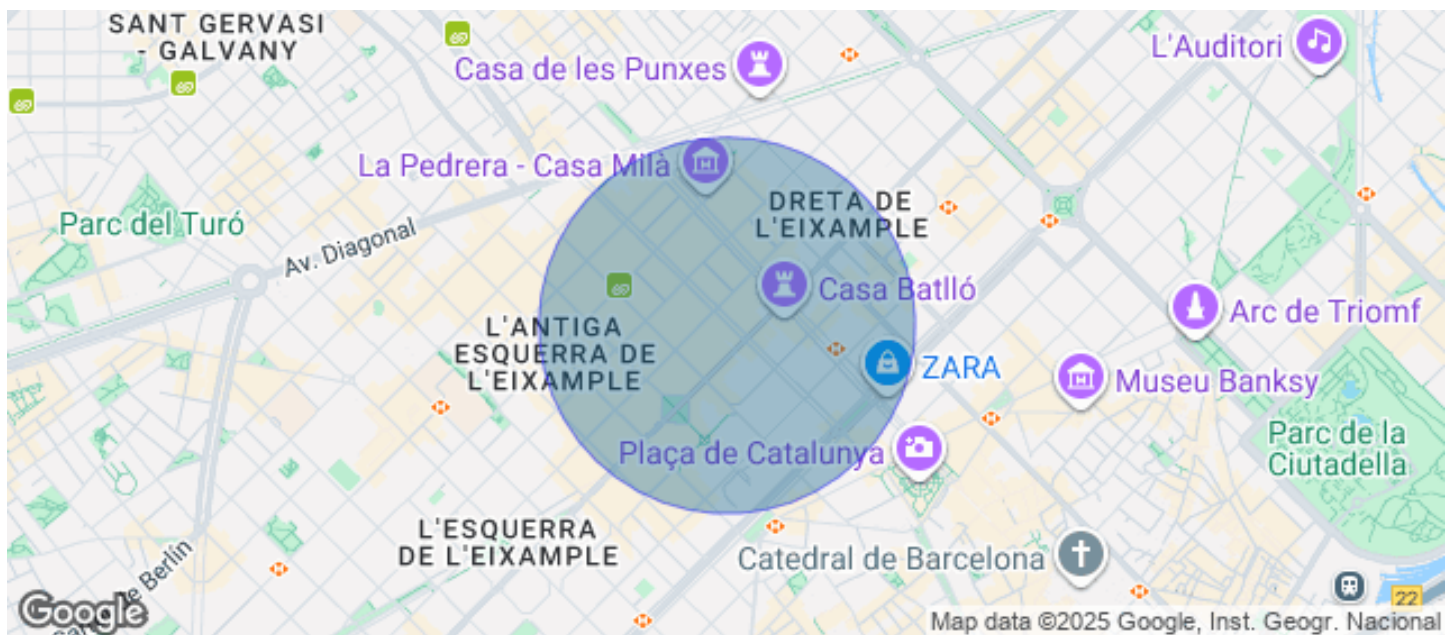 SANT GERVASI
- GALVANY
Casa de les Punxes
L'Auditori
La Pedrera - Casa Milà
DRETA DE
L'EIXAMPLE
Parc del Turó
Av. Diagonal
Casa Batlló
Arc de Triomf
L'ANTIGA
ESQUERRA DE
L'EIXAMPLE
ZARA
Museu Banksy
Plaça de Catalunya
Parc de la
Ciutadella
L'ESQUERRA
DE L'EIXAMPLE
Catedral de Barcelona
de Berlín
22
Google
Map data ©2025 Google, Inst. Geogr. Nacional